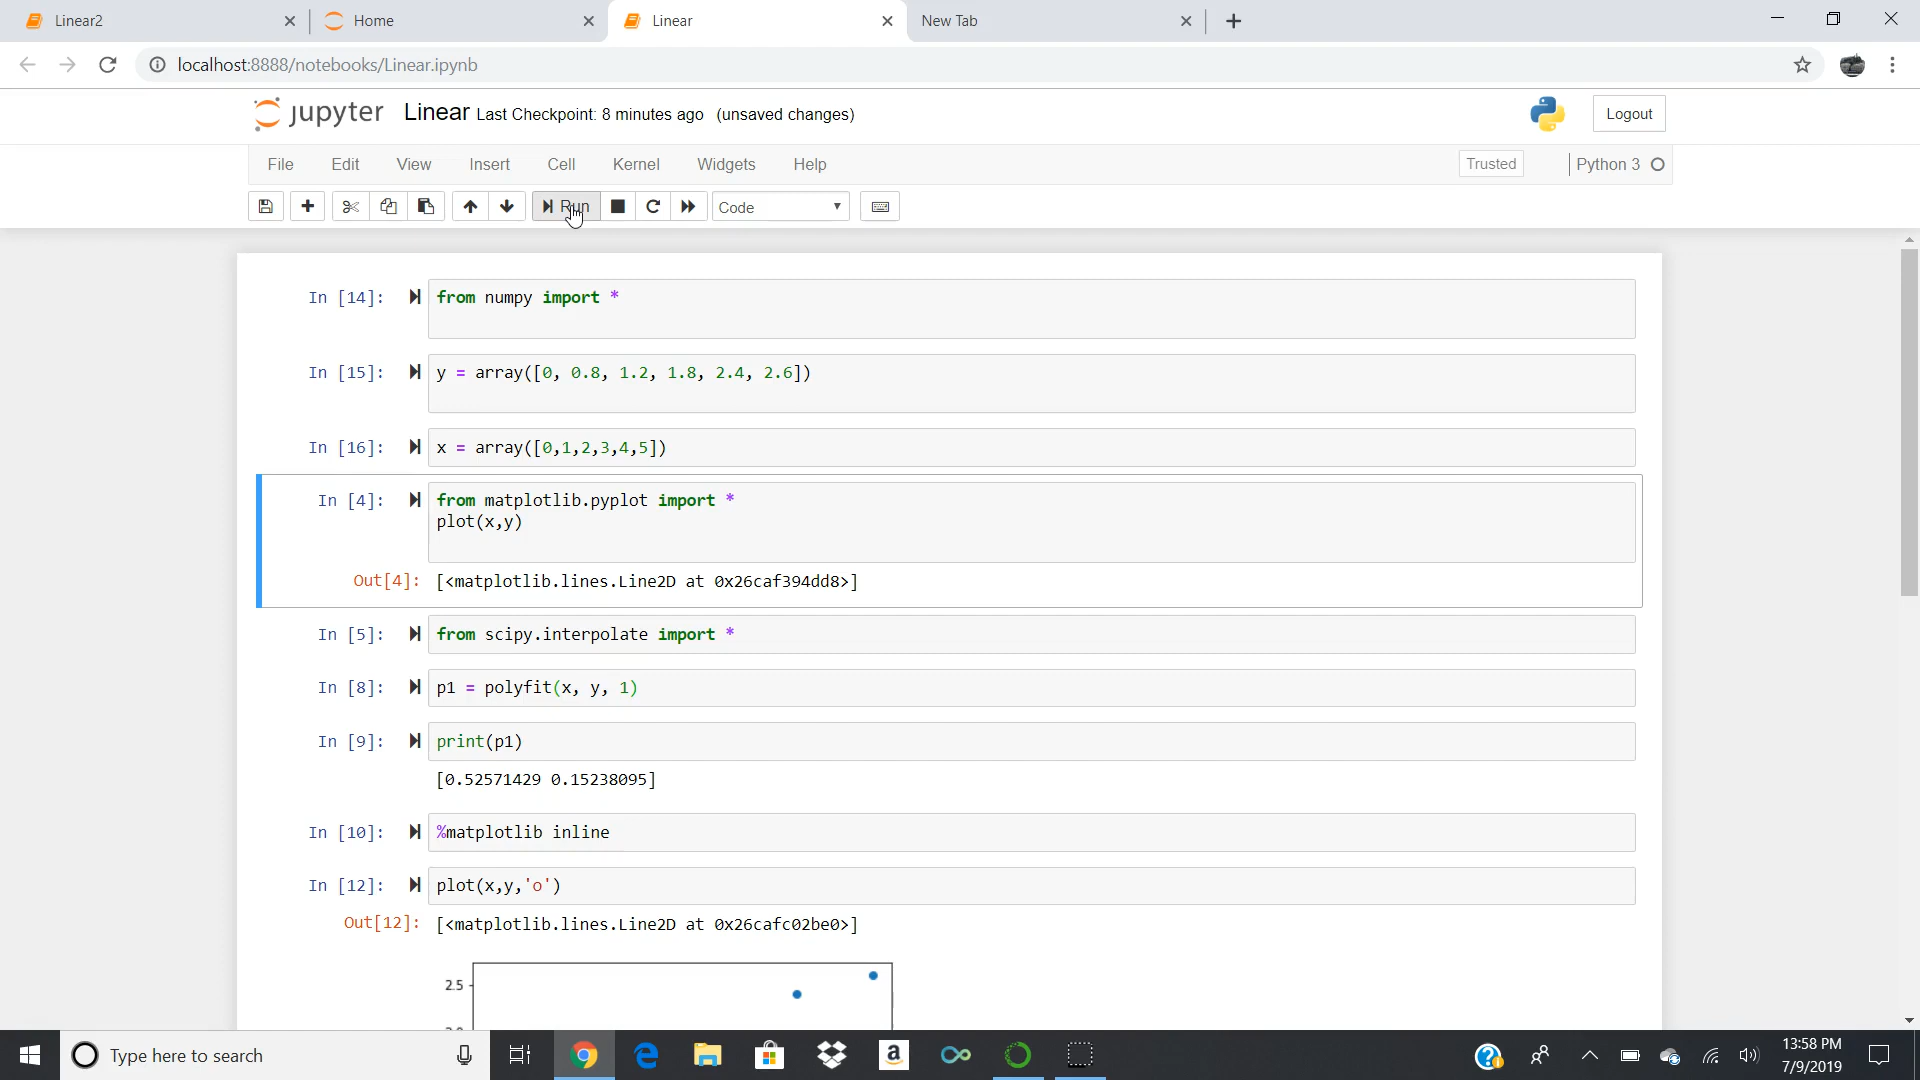 Linear2
Home
Linear
New Tab
localhost:8888/notebooks/Linear.ipynb
jupyter Linear Last Checkpoint: 8 minutes ago (unsaved changes)
Logout
File Edit View Insert Cell Kernel Widgets Help
Trusted
Python 3
Run
Code
In [14]: from numpy import *
In [15]: y = array([0, 0.8, 1.2, 1.8, 2.4, 2.6])
In [16]: x = array([0,1,2,3,4,5])
In [4]: from matplotlib.pyplot import *
plot(x,y)
Out[4]: [<matplotlib.lines.Line2D at 0x26caf394dd8>]
In [5]: from scipy.interpolate import *
In [8]: p1 = polyfit(x, y, 1)
In [9]: print(p1)
[0.52571429 0.15238095]
In [10]: %matplotlib inline
In [12]: plot(x,y,'o')
Out[12]: [<matplotlib.lines.Line2D at 0x26cafc02be0>]
2.5
Type here to search
13:58 PM
7/9/2019